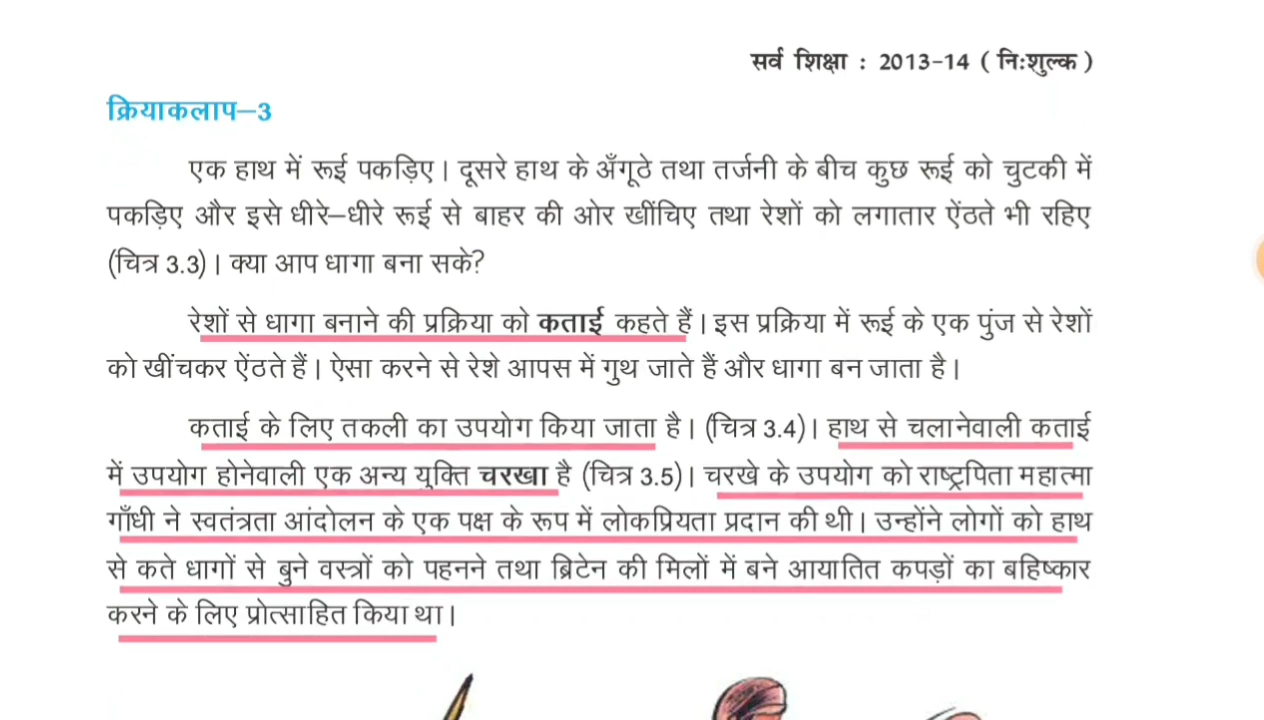 सर्व शिक्षा : 2013-14 ( निःशुल्क )
क्रियाकलाप–3
एक हाथ में रूई पकड़िए। दूसरे हाथ के अँगूठे तथा तर्जनी के बीच कुछ रूई को चुटकी में
पकड़िए और इसे धीरे–धीरे रूई से बाहर की ओर खींचिए तथा रेशों को लगातार ऐंठते भी रहिए
(चित्र 3.3)। क्या आप धागा बना सके?
रेशों से धागा बनाने की प्रक्रिया को कताई कहते हैं। इस प्रक्रिया में रूई के एक पुंज से रेशों
को खींचकर ऐंठते हैं। ऐसा करने से रेशे आपस में गुथ जाते हैं और धागा बन जाता है।
कताई के लिए तकली का उपयोग किया जाता है। (चित्र 3.4)। हाथ से चलानेवाली कताई
में उपयोग होनेवाली एक अन्य युक्ति चरखा है (चित्र 3.5)। चरखे के उपयोग को राष्ट्रपिता महात्मा
गाँधी ने स्वतंत्रता आंदोलन के एक पक्ष के रूप में लोकप्रियता प्रदान की थी। उन्होंने लोगों को हाथ
से कते धागों से बुने वस्त्रों को पहनने तथा ब्रिटेन की मिलों में बने आयातित कपड़ों का बहिष्कार
करने के लिए प्रोत्साहित किया था।